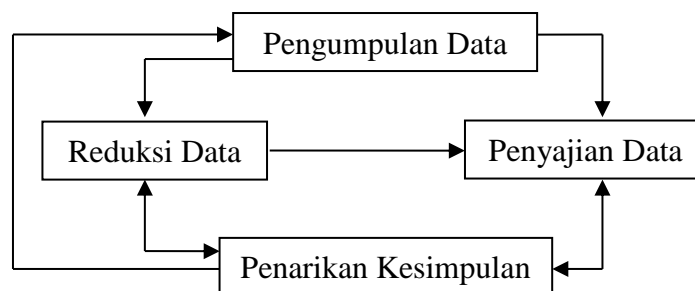 Pengumpulan Data
Reduksi Data
Penyajian Data
Penarikan Kesimpulan